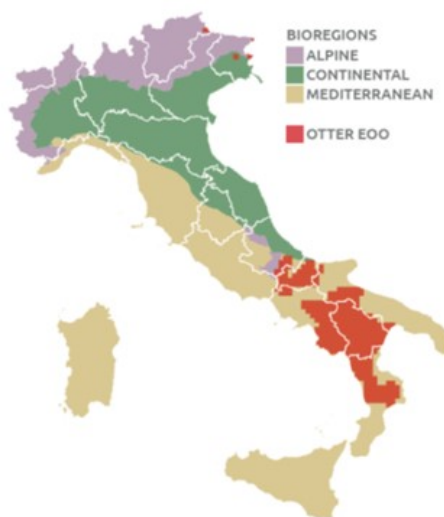 BIOREGIONS
ALPINE
CONTINENTAL
MEDITERRANEAN
OTTER EOO